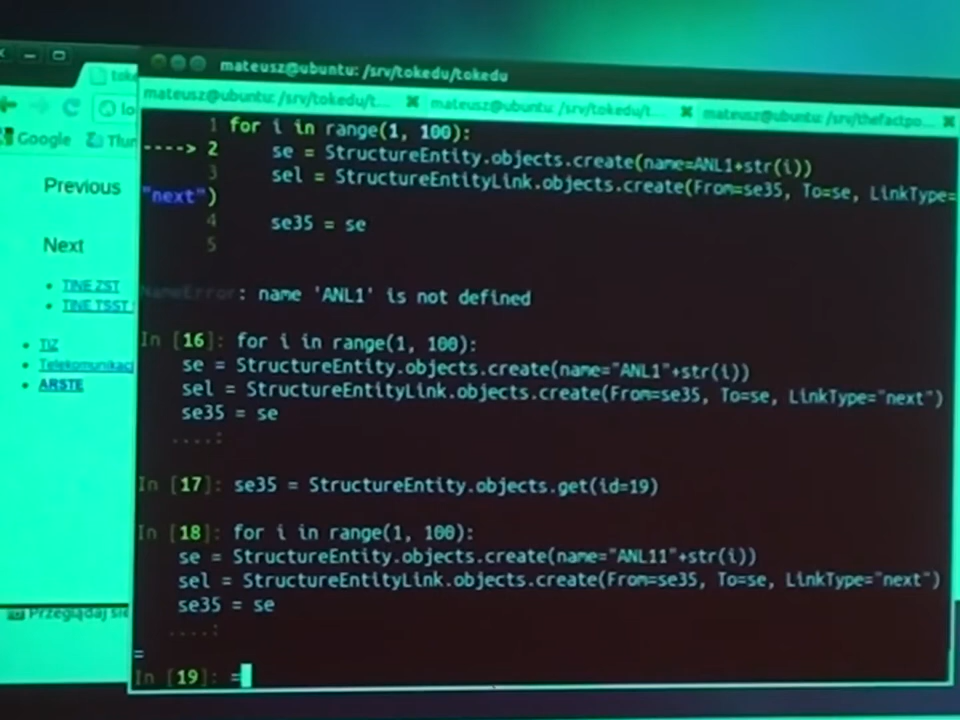 mateusz@ubuntu: /srv/tokedu/tokedu
mateusz@ubuntu: /srv/tokedu/t... mateusz@ubuntu: /srv/tokedu/t... mateusz@ubuntu: /srv/thefactpo...
Google
Previous
Next
TINE ZST
TINE TSST
TIZ
Telekomunikacj
ARSTE
Przeglądaj się
1 for i in range(1, 100):
----> 2 se = StructureEntity.objects.create(name=ANL1+str(i))
3 sel = StructureEntityLink.objects.create(From=se35, To=se, LinkType=
"next")
4 se35 = se
5
NameError: name 'ANL1' is not defined
In [16]: for i in range(1, 100):
se = StructureEntity.objects.create(name="ANL1"+str(i))
sel = StructureEntityLink.objects.create(From=se35, To=se, LinkType="next")
se35 = se
....:
In [17]: se35 = StructureEntity.objects.get(id=19)
In [18]: for i in range(1, 100):
se = StructureEntity.objects.create(name="ANL11"+str(i))
sel = StructureEntityLink.objects.create(From=se35, To=se, LinkType="next")
se35 = se
....:
=
In [19]: =